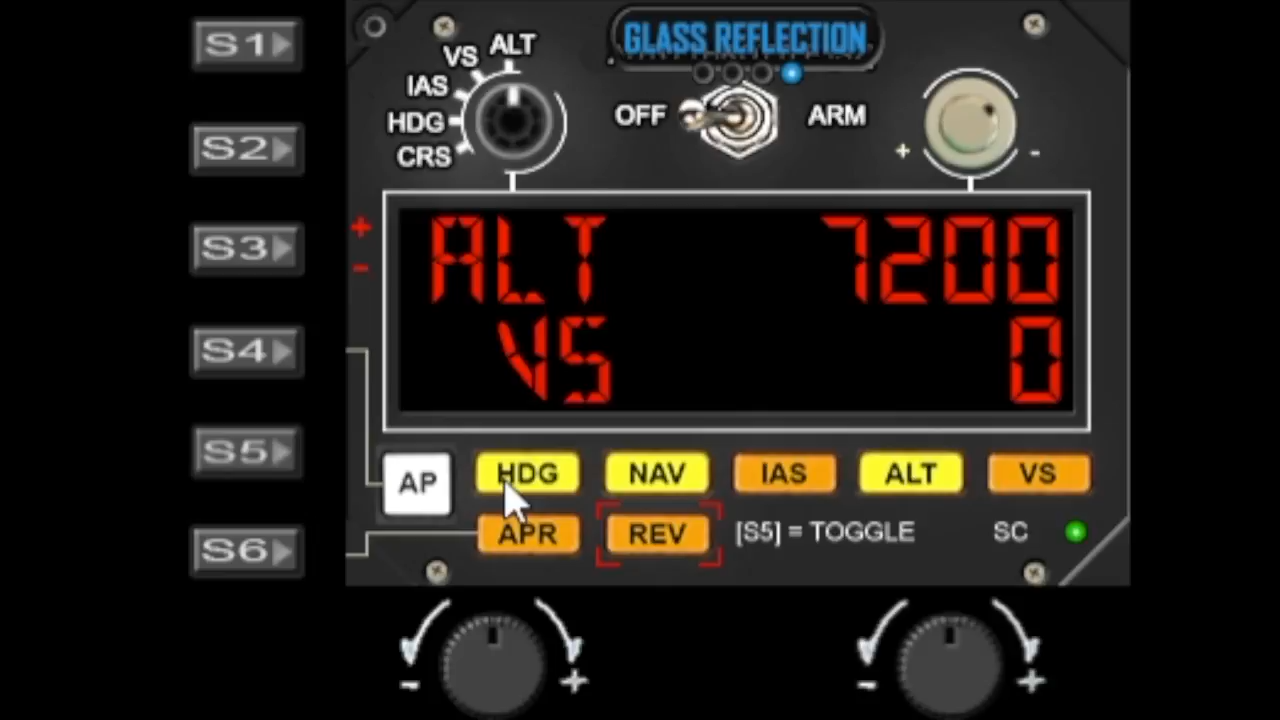 S1
S2
S3
S4
S5
S6
GLASS REFLECTION
ALT
VS
IAS
HDG
CRS
OFF
ARM
+ -
+
-
ALT 7200
VS 0
AP
HDG NAV IAS ALT VS
APR REV [S5] = TOGGLE SC
- + - +